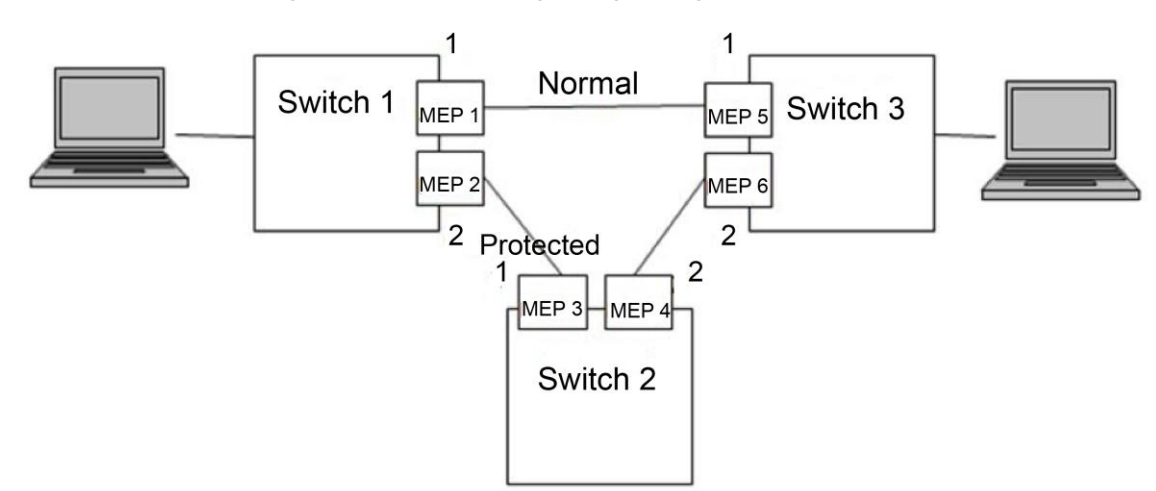 1
1
Normal
Switch 1
MEP 1
MEP 5
Switch 3
MEP 2
MEP 6
2
Protected
2
1
2
MEP 3
MEP 4
Switch 2